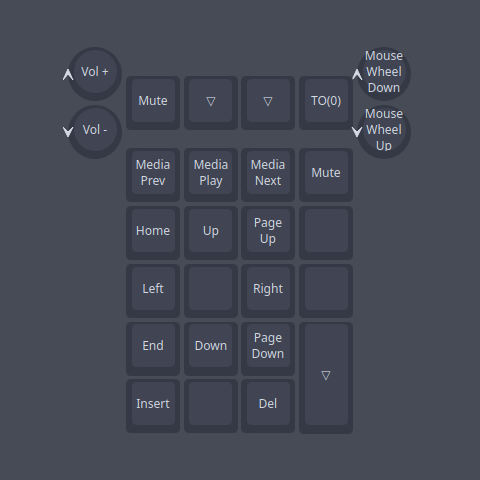 Vol +
Mouse
Wheel
Down
Mute
▽
▽
TO(0)
Vol -
Mouse
Wheel
Up
Media
Prev
Media
Play
Media
Next
Mute
Home
Up
Page
Up
Left
Right
End
Down
Page
Down
▽
Insert
Del